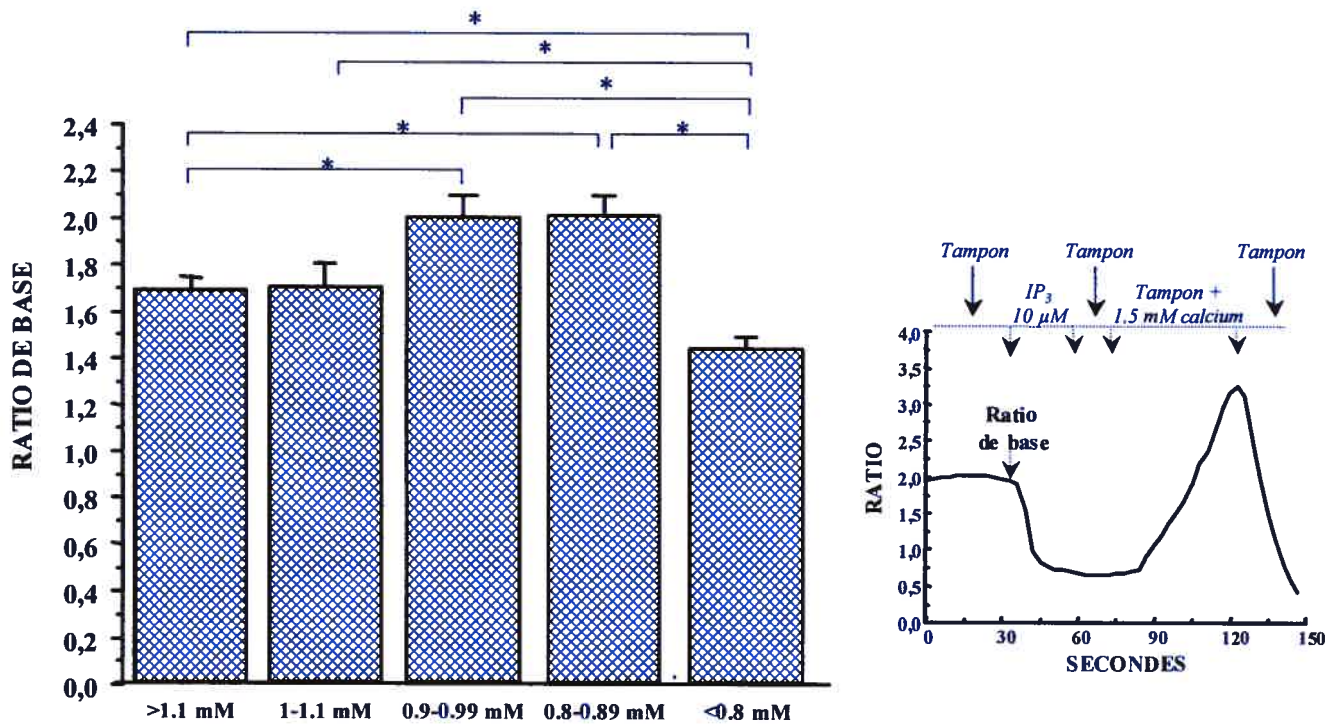 *
*
*
*
*
*
2,4
2,2
2,0
1,8
1,6
1,4
1,2
1,0
0,8
0,6
0,4
0,2
0,0
RATIO DE BASE
>1.1 mM 1-1.1 mM 0.9-0.99 mM 0.8-0.89 mM <0.8 mM
Tampon Tampon Tampon
IP3 Tampon +
10 µM 1.5 mM calcium
4,0
3,5
3,0
2,5
2,0
1,5
1,0
0,5
0,0
RATIO
Ratio
de base
0 30 60 90 120 150
SECONDES